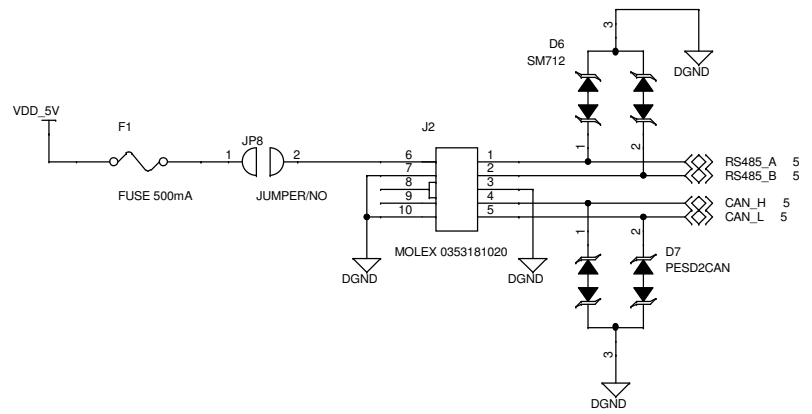 3
D6
SM712
DGND
VDD_5V
F1
JP8
J2
1 2
6 1
7 2
8 3
9 4
10 5
1
2
RS485_A 5
RS485_B 5
CAN_H 5
CAN_L 5
FUSE 500mA
JUMPER/NO
MOLEX 0353181020
DGND
DGND
1
2
D7
PESD2CAN
3
DGND